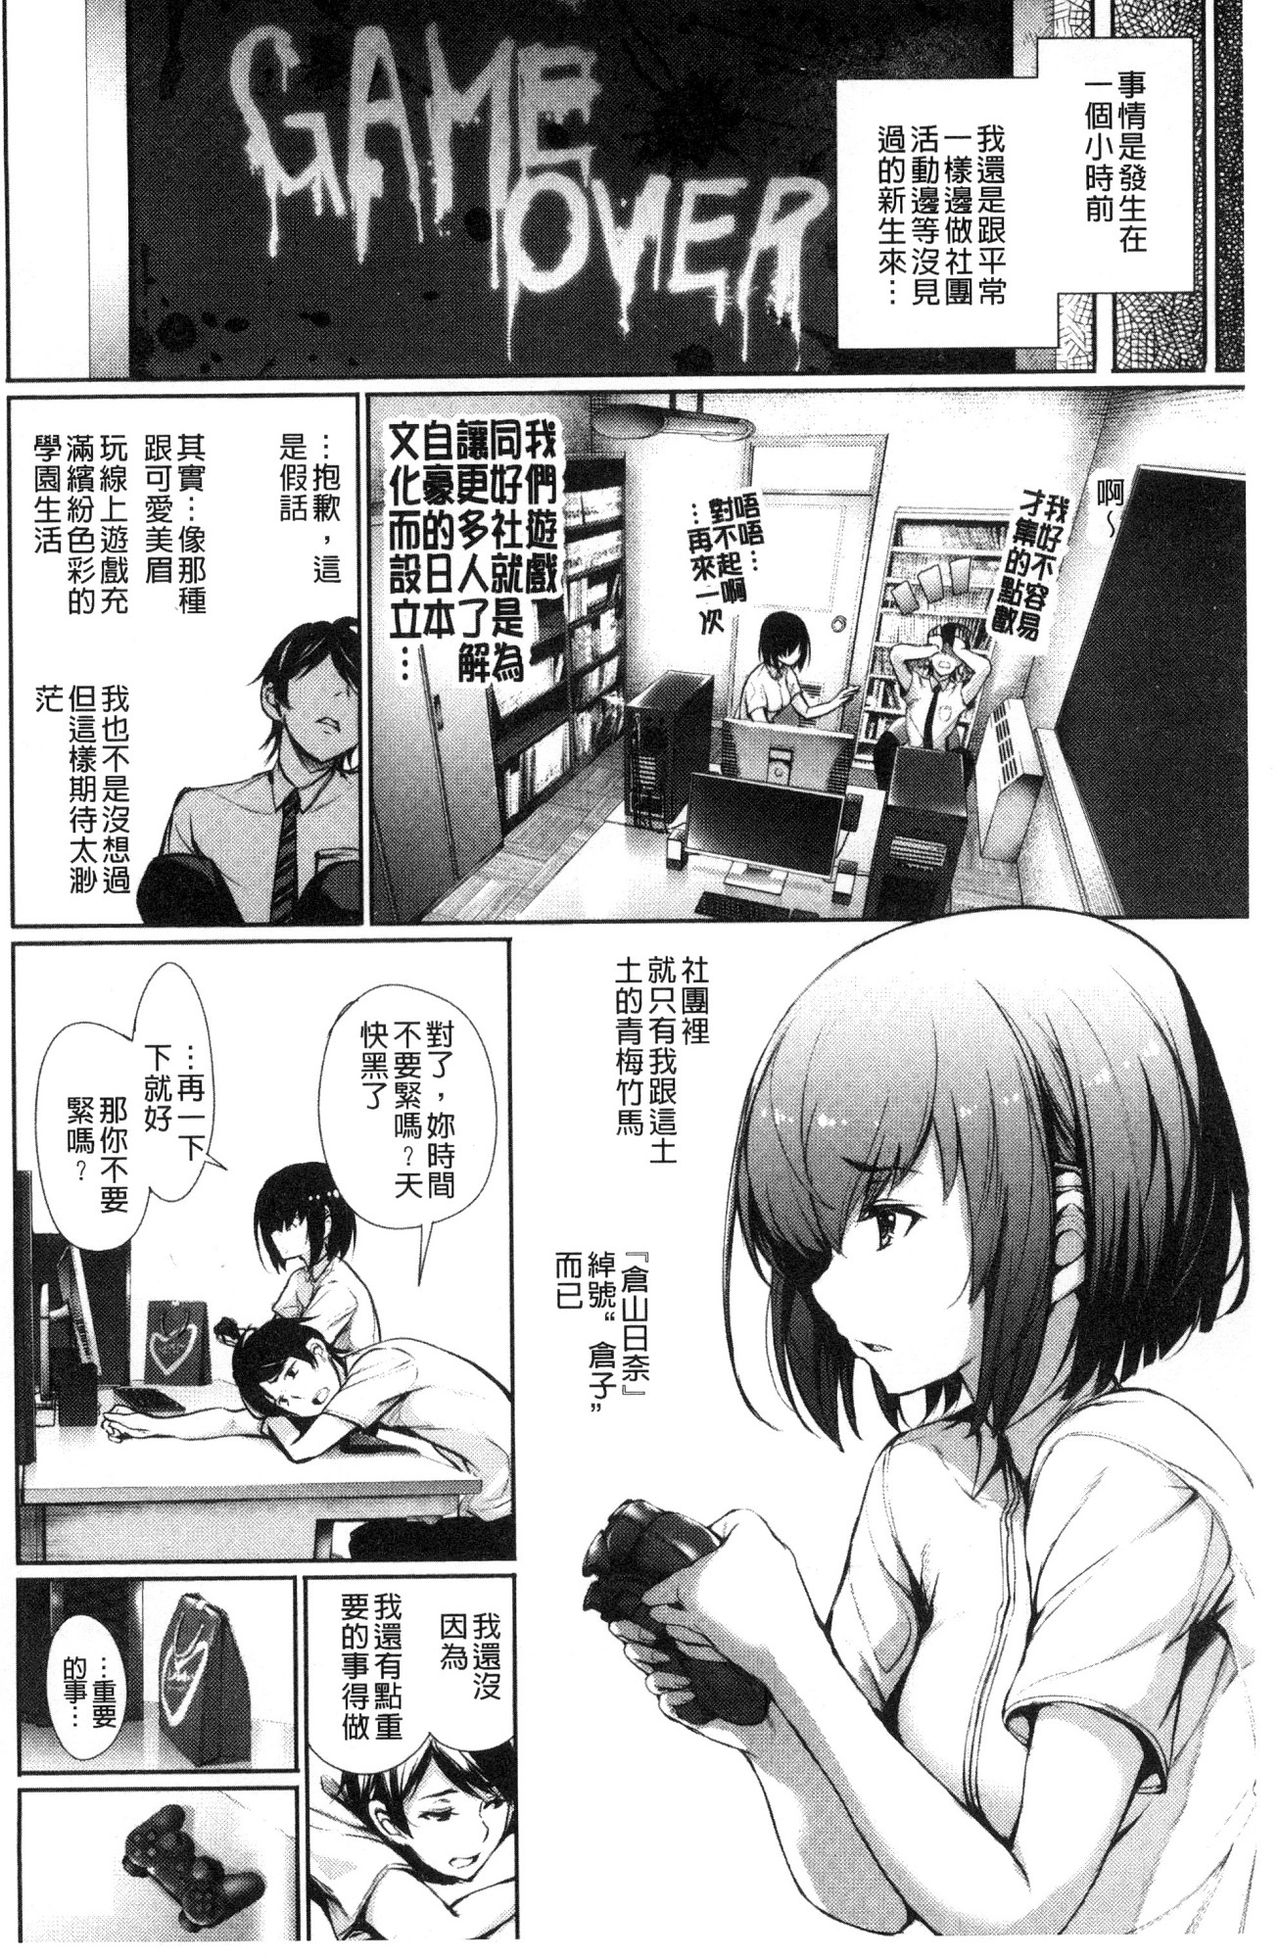 GAME
OVER
事情是發生在
一個小時前
我還是跟平常
一樣邊做社團
活動邊等沒見
過的新生來…
啊～
我好不容易
才集的點數
唔唔…
對不起啊
…再來一次
我們遊戲
同好社就是為
讓更多人了解
自豪的日本
文化而設立…
…抱歉，這
是假話
其實…像那種
跟可愛美眉
玩線上遊戲充
滿繽紛色彩的
學園生活
我也不是沒想過
但這樣期待太渺
茫
社團裡
就只有我跟這土
土的青梅竹馬
『倉山日奈』
綽號“倉子”
而已
對了，妳時間
不要緊嗎？天
快黑了
…再一下
下就好
那你不要
緊嗎？
我還沒
因為
我還有點重
要的事得做
…重要
的事…